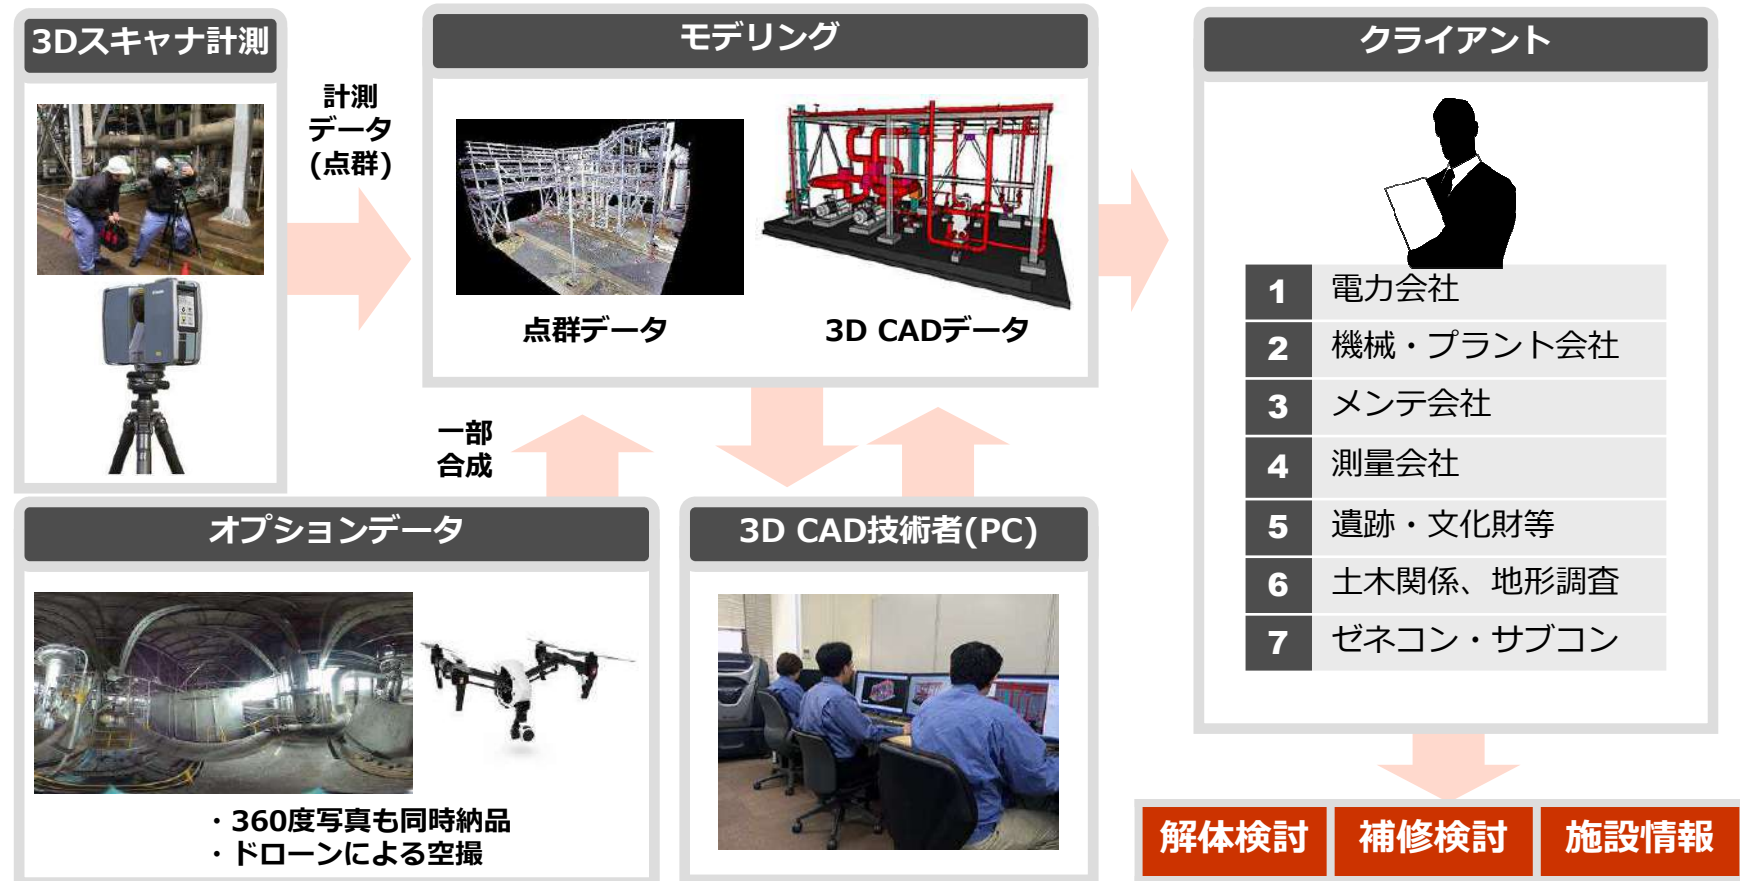 3Dスキャナ計測
計測
データ
(点群)
モデリング
点群データ
3D CADデータ
一部
合成
オプションデータ
・360度写真も同時納品
・ドローンによる空撮
3D CAD技術者(PC)
クライアント
1 電力会社
2 機械・プラント会社
3 メンテ会社
4 測量会社
5 遺跡・文化財等
6 土木関係、地形調査
7 ゼネコン・サブコン
解体検討 補修検討 施設情報